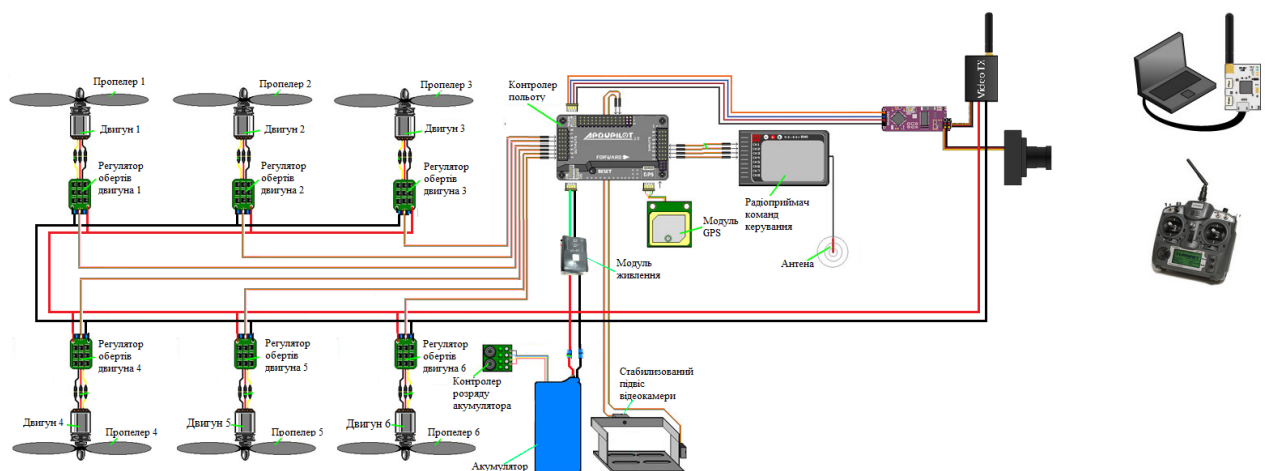 Пропелер 1
Пропелер 2
Пропелер 3
Двигун 1
Двигун 2
Двигун 3
Регулятор
обертів
двигуна 1
Регулятор
обертів
двигуна 2
Регулятор
обертів
двигуна 3
Контролер
польоту
ARDUPILOT
FORWARD
GPS
Video TX
Радіоприймач
команд
керування
Модуль
GPS
Антена
Модуль
живлення
Регулятор
обертів
двигуна 4
Регулятор
обертів
двигуна 5
Регулятор
обертів
двигуна 6
Контролер
розряду
акумулятора
Стабилизований
підвіс
відеокамери
Двигун 4
Двигун 5
Двигун 6
Пропелер 4
Пропелер 5
Пропелер 6
Акумулятор